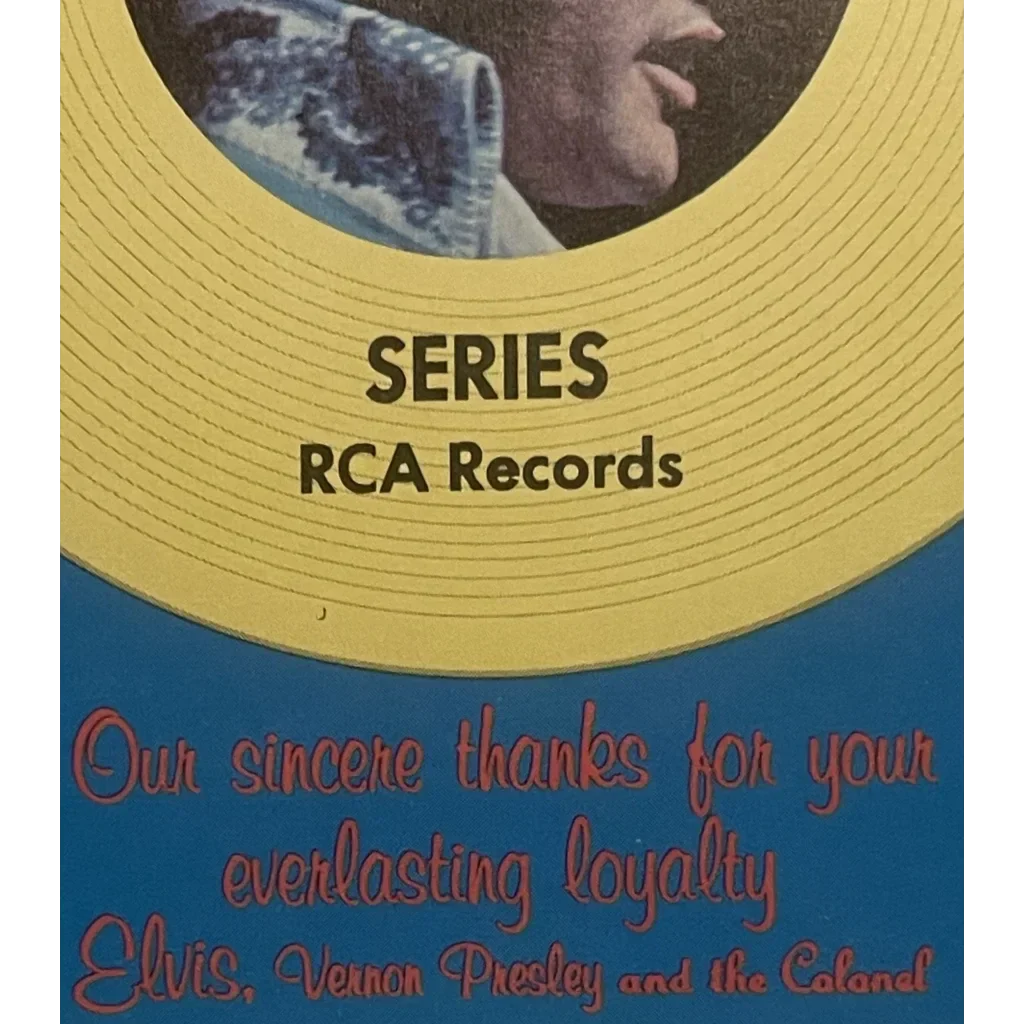 SERIES
RCA Records
Our sincere thanks for your
everlasting loyalty
Elvis, Vernon Presley and the Colonel